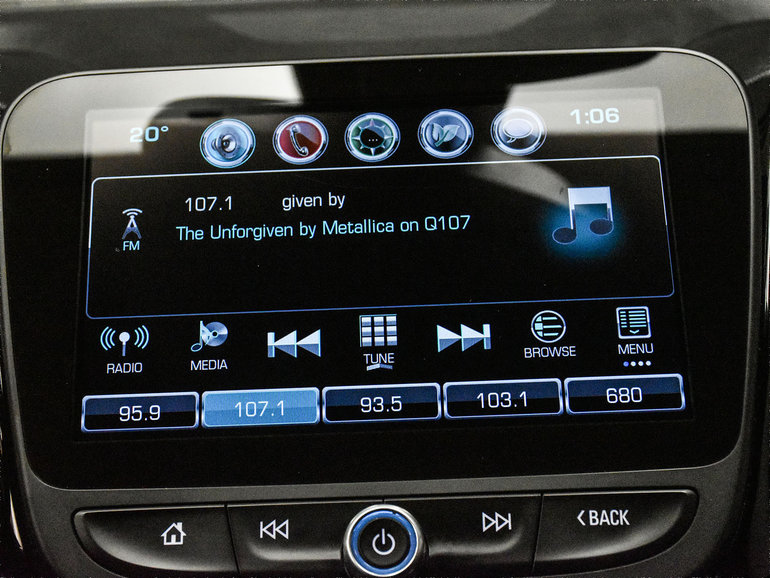 20° 1:06
107.1 given by
The Unforgiven by Metallica on Q107
FM
RADIO MEDIA TUNE BROWSE MENU
95.9 107.1 93.5 103.1 680
BACK